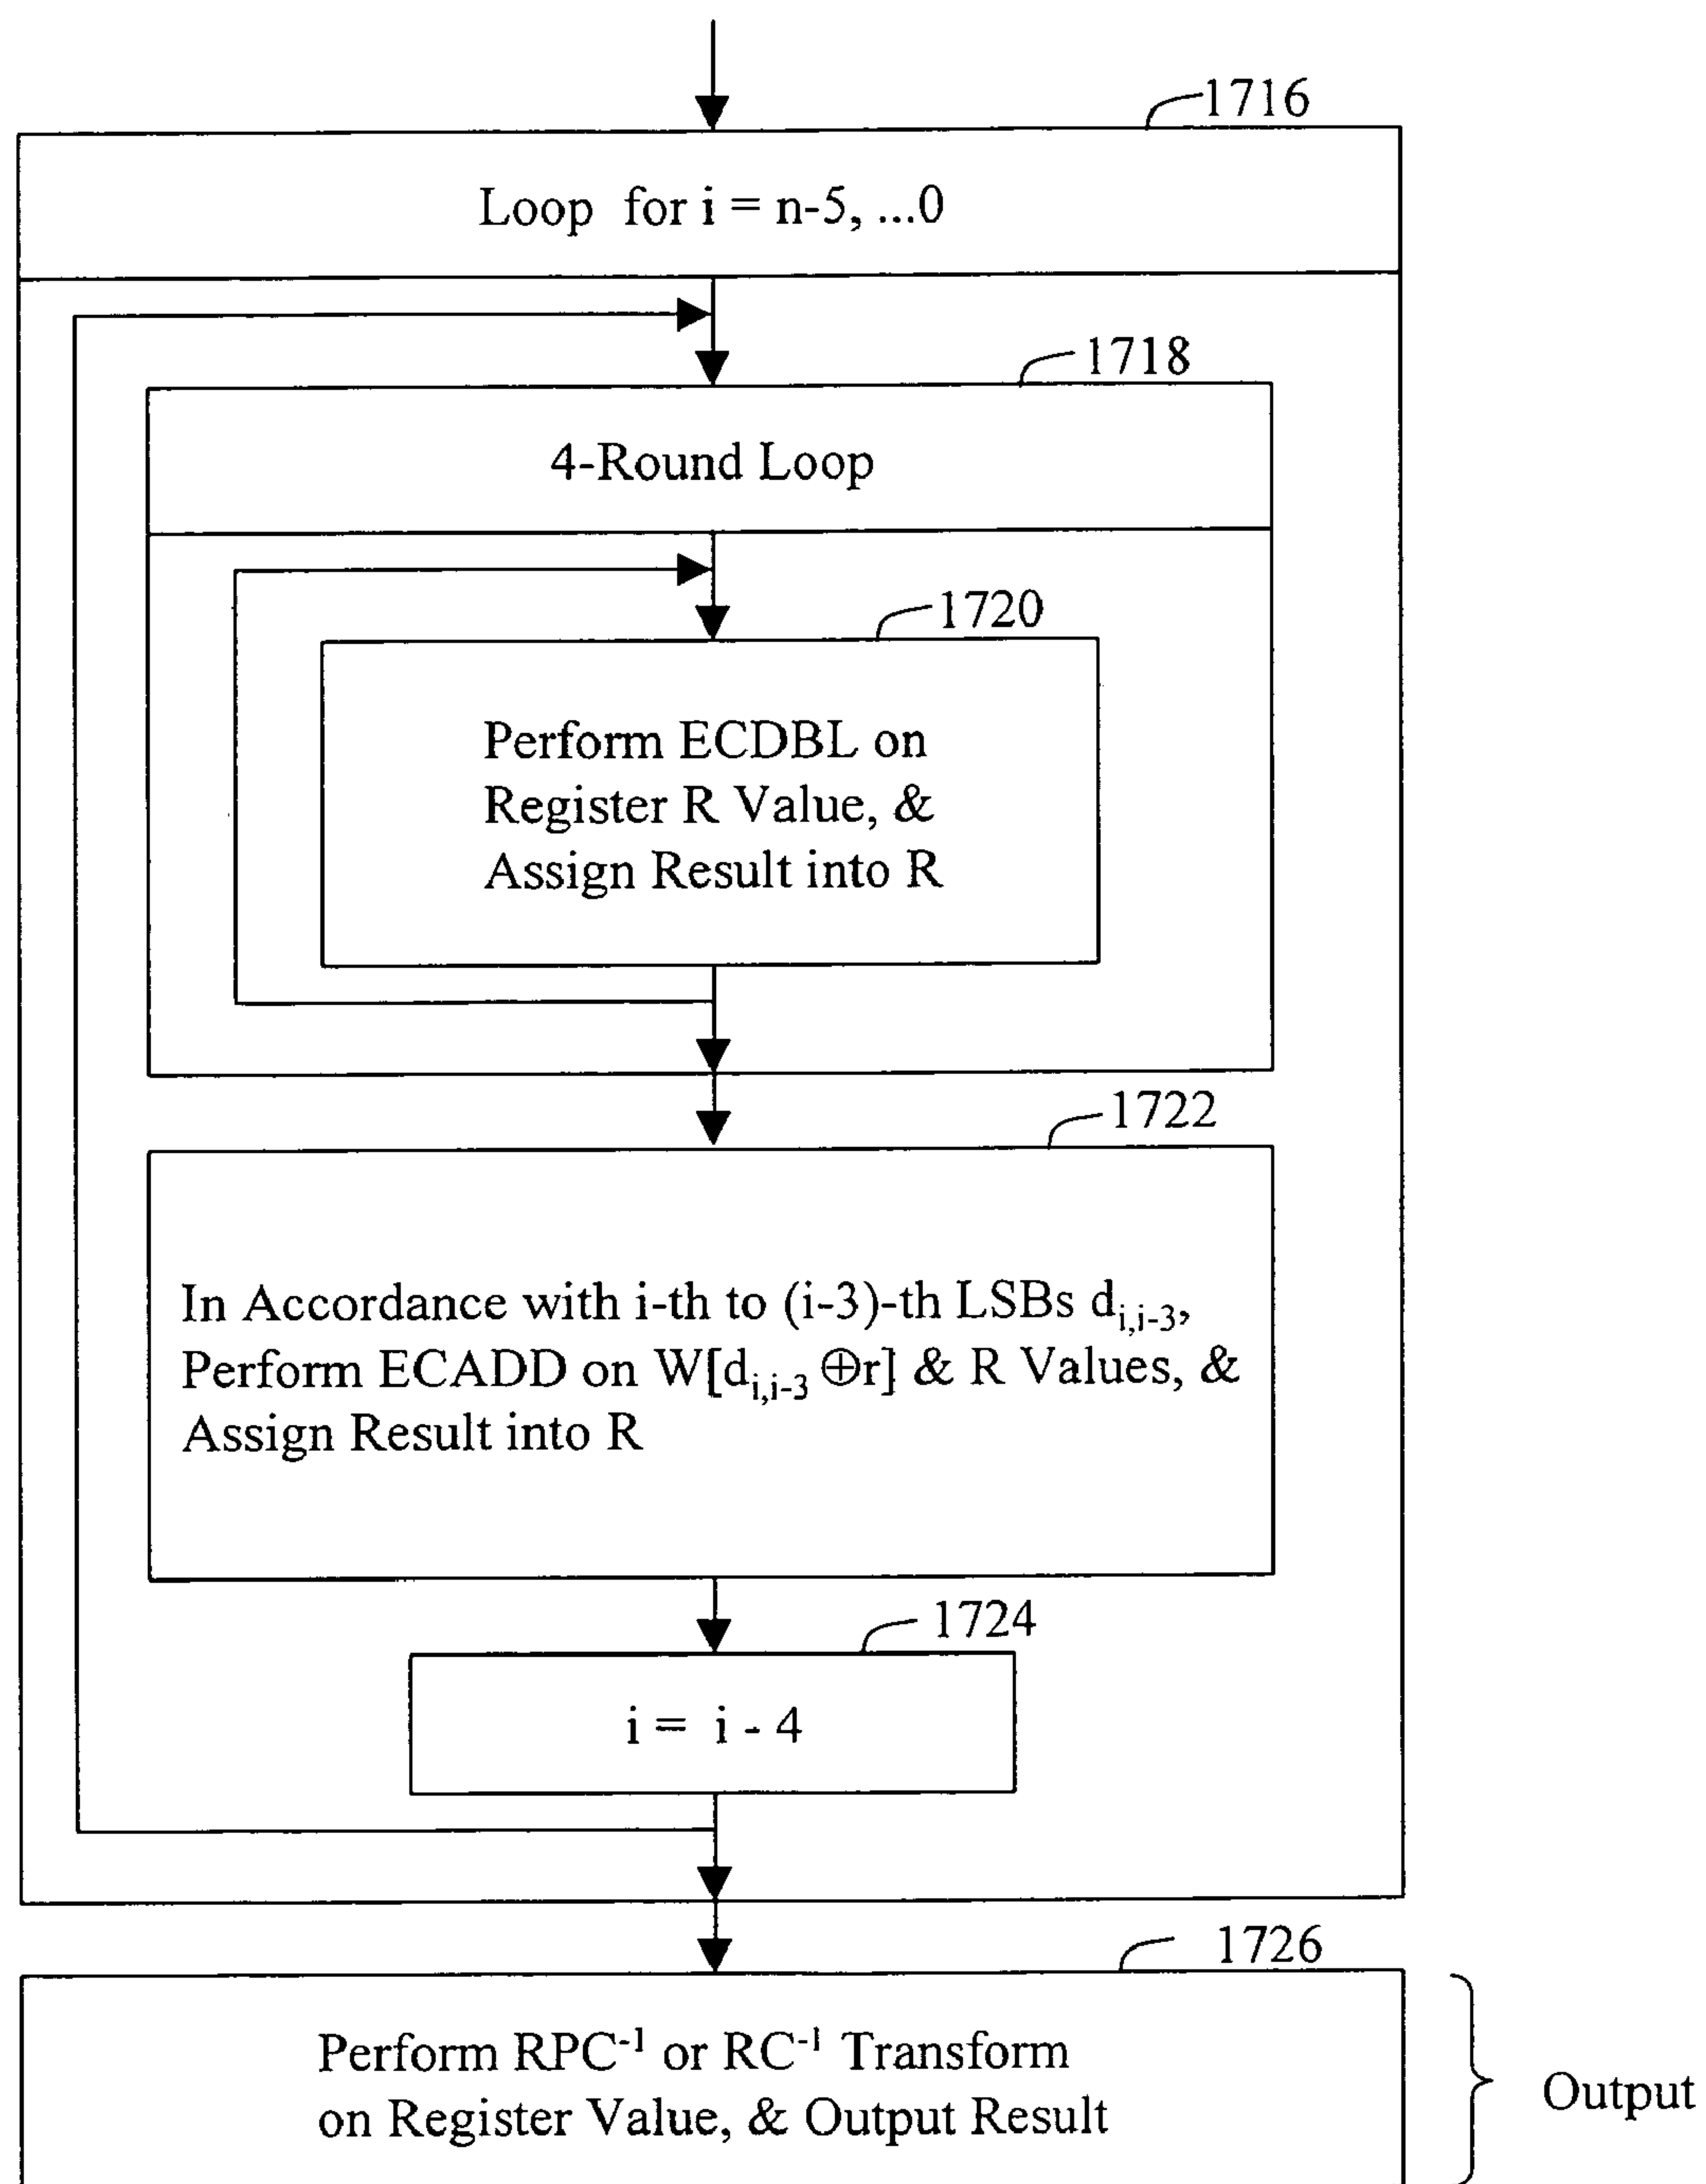 1716
Loop for i = n-5, ...0
1718
4-Round Loop
1720
Perform ECDBL on
Register R Value, &
Assign Result into R
1722
In Accordance with i-th to (i-3)-th LSBs d_{i,i-3},
Perform ECADD on W[d_{i,i-3} ⊕r] & R Values, &
Assign Result into R
1724
i = i - 4
1726
Perform RPC⁻¹ or RC⁻¹ Transform
on Register Value, & Output Result
Output